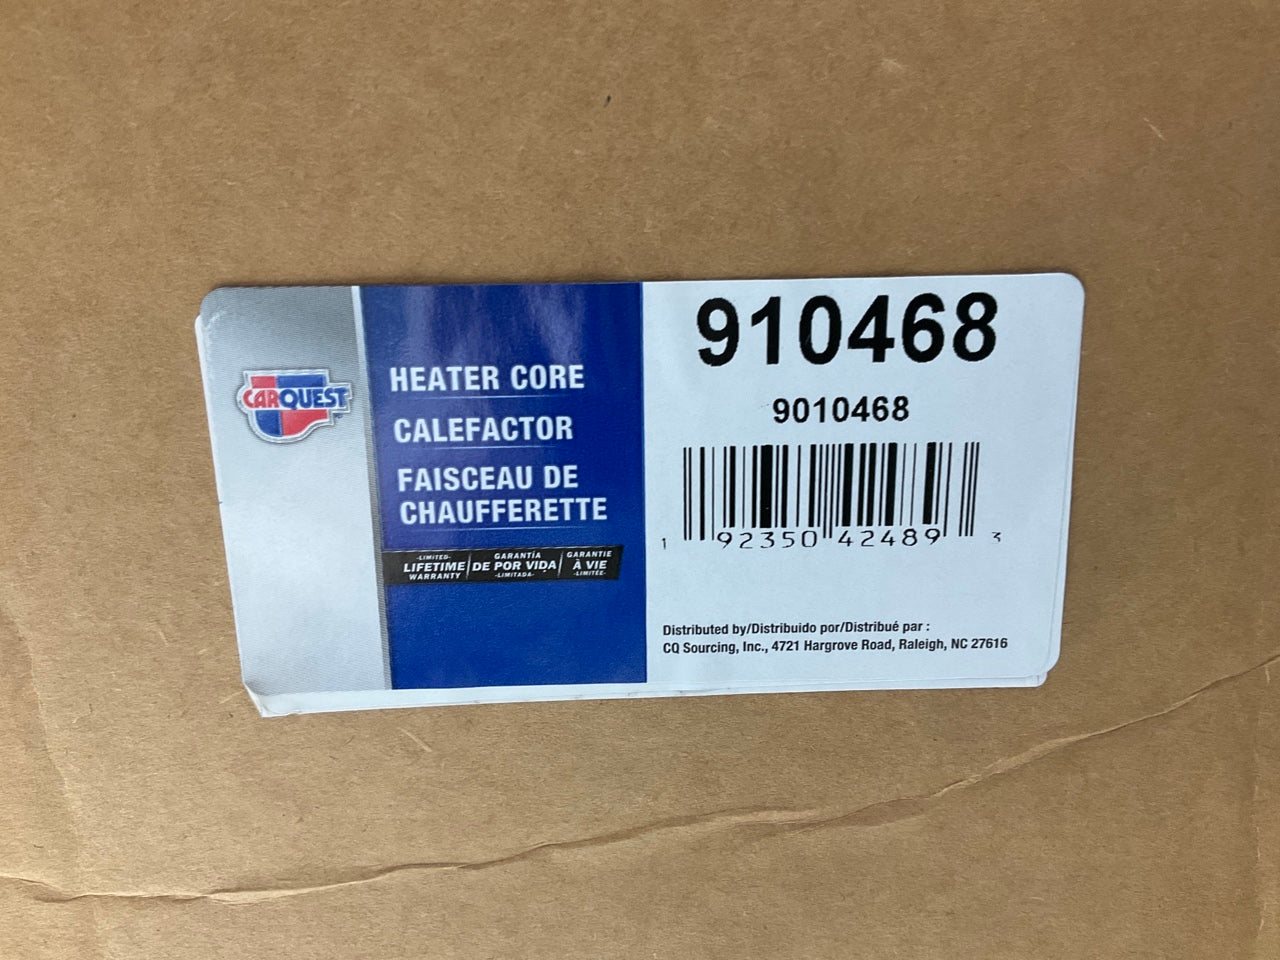 CARQUEST
HEATER CORE
CALEFACTOR
FAISCEAU DE
CHAUFFERETTE
-LIMITED-
LIFETIME
WARRANTY
GARANTÍA
DE POR VIDA
-LIMITADA-
GARANTIE
À VIE
-LIMITÉE-
910468
9010468
1 92350 42489 3
Distributed by/Distribuido por/Distribué par :
CQ Sourcing, Inc., 4721 Hargrove Road, Raleigh, NC 27616